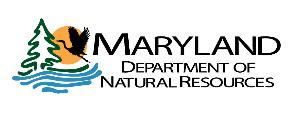 MARYLAND
DEPARTMENT OF
NATURAL RESOURCES